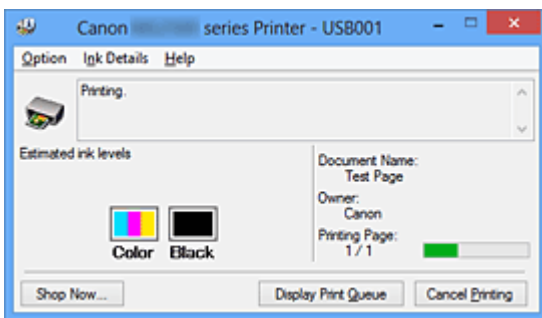 Canon series Printer - USB001
Option Ink Details Help
Printing.
Estimated ink levels
Document Name:
Test Page
Owner:
Canon
Printing Page:
1 / 1
Color Black
Shop Now... Display Print Queue Cancel Printing